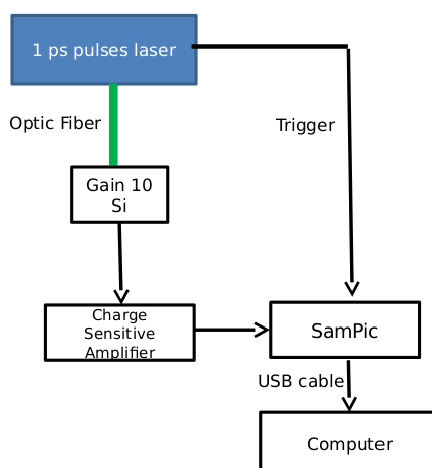 1 ps pulses laser
Optic Fiber
Trigger
Gain 10
Si
Charge
Sensitive
Amplifier
SamPic
USB cable
Computer